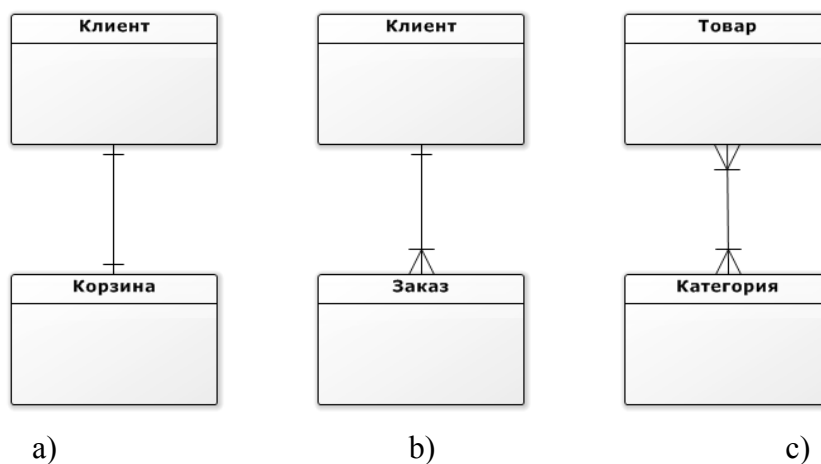 Клиент
Клиент
Товар
Корзина
Заказ
Категория
a)
b)
c)